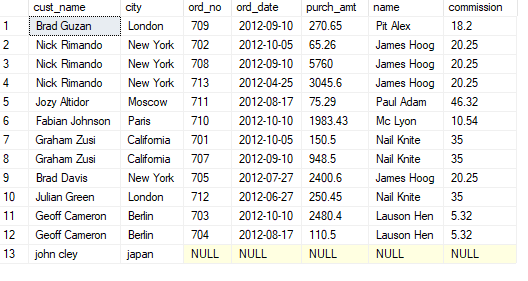 cust_name city ord_no ord_date purch_amt name commission
1 Brad Guzan London 709 2012-09-10 270.65 Pit Alex 18.2
2 Nick Rimando New York 702 2012-10-05 65.26 James Hoog 20.25
3 Nick Rimando New York 708 2012-09-10 5760 James Hoog 20.25
4 Nick Rimando New York 713 2012-04-25 3045.6 James Hoog 20.25
5 Jozy Altidor Moscow 711 2012-08-17 75.29 Paul Adam 46.32
6 Fabian Johnson Paris 710 2012-10-10 1983.43 Mc Lyon 10.54
7 Graham Zusi California 701 2012-10-05 150.5 Nail Knite 35
8 Graham Zusi California 707 2012-09-10 948.5 Nail Knite 35
9 Brad Davis New York 705 2012-07-27 2400.6 James Hoog 20.25
10 Julian Green London 712 2012-06-27 250.45 Nail Knite 35
11 Geoff Cameron Berlin 703 2012-10-10 2480.4 Lauson Hen 5.32
12 Geoff Cameron Berlin 704 2012-08-17 110.5 Lauson Hen 5.32
13 john cley japan NULL NULL NULL NULL NULL